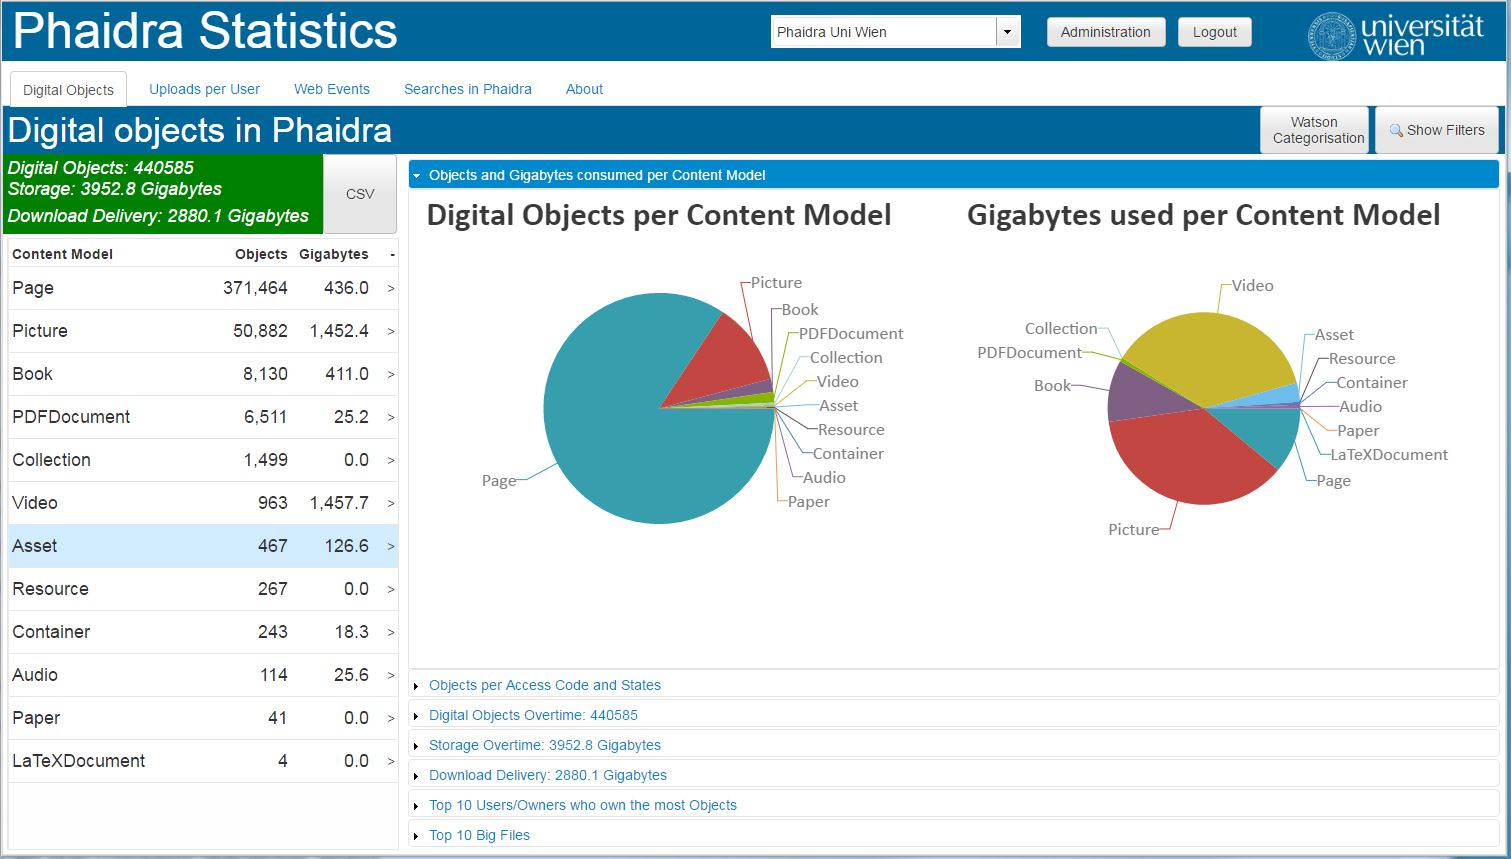 Phaidra Statistics
Phaidra Uni Wien
Administration
Logout
universität
wien
Digital Objects
Uploads per User
Web Events
Searches in Phaidra
About
Digital objects in Phaidra
Watson
Categorisation
Show Filters
Digital Objects: 440585
Storage: 3952.8 Gigabytes
Download Delivery: 2880.1 Gigabytes
CSV
Content Model Objects Gigabytes -
Page 371,464 436.0 >
Picture 50,882 1,452.4 >
Book 8,130 411.0 >
PDFDocument 6,511 25.2 >
Collection 1,499 0.0 >
Video 963 1,457.7 >
Asset 467 126.6 >
Resource 267 0.0 >
Container 243 18.3 >
Audio 114 25.6 >
Paper 41 0.0 >
LaTeXDocument 4 0.0 >
Objects and Gigabytes consumed per Content Model
Digital Objects per Content Model
Picture
Book
PDFDocument
Collection
Video
Asset
Resource
Container
Audio
Paper
Page
Gigabytes used per Content Model
Video
Collection
PDFDocument
Book
Asset
Resource
Container
Audio
Paper
LaTeXDocument
Page
Picture
Objects per Access Code and States
Digital Objects Overtime: 440585
Storage Overtime: 3952.8 Gigabytes
Download Delivery: 2880.1 Gigabytes
Top 10 Users/Owners who own the most Objects
Top 10 Big Files